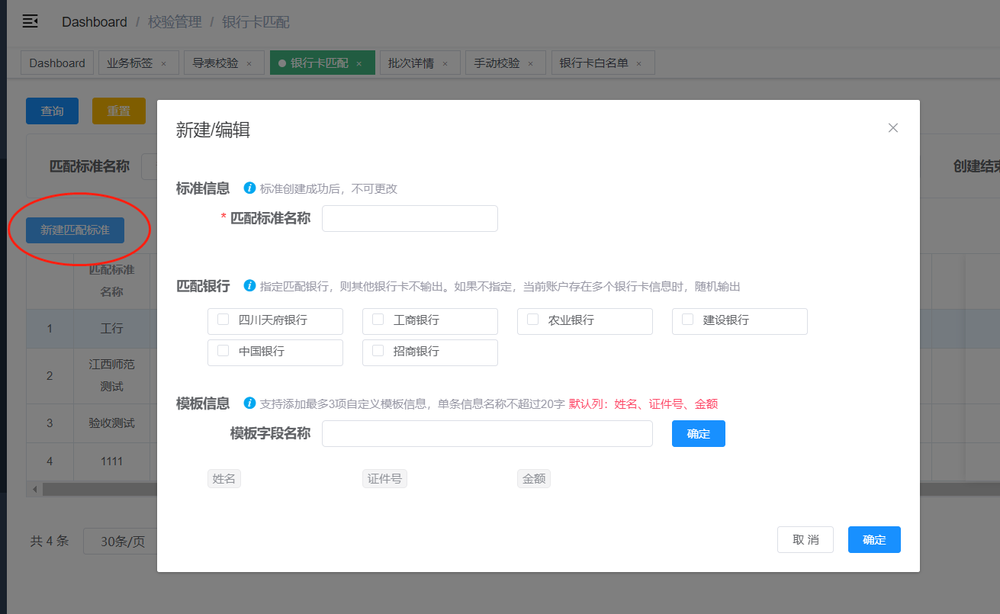 Dashboard / 校验管理 / 银行卡匹配
Dashboard 业务标签 × 导表校验 × 银行卡匹配 × 批次详情 × 手动校验 × 银行卡白名单 ×
查询 重置
新建/编辑
匹配标准名称
创建结束
标准信息 标准创建成功后，不可更改
* 匹配标准名称
新建匹配标准
匹配标准
名称
匹配银行 指定匹配银行，则其他银行卡不输出。如果不指定，当前账户存在多个银行卡信息时，随机输出
四川天府银行 工商银行 农业银行 建设银行
1 工行
中国银行 招商银行
2 江西师范
测试
模板信息 支持添加最多3项自定义模板信息，单条信息名称不超过20字 默认列：姓名、证件号、金额
3 验收测试
模板字段名称 确定
4 1111
姓名 证件号 金额
共 4 条 30条/页
取 消 确定